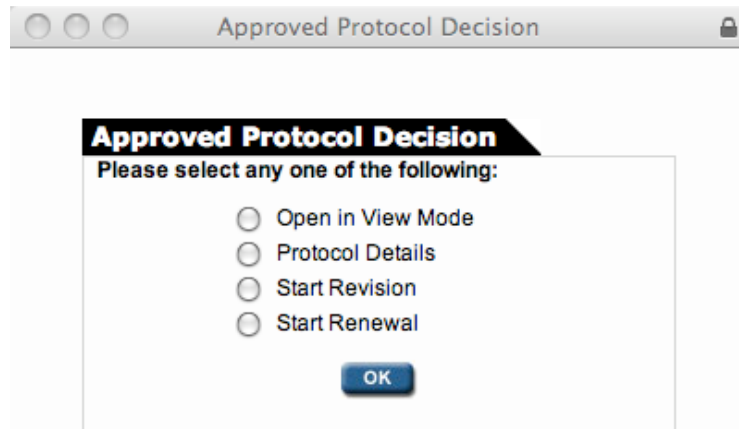 Approved Protocol Decision
Approved Protocol Decision
Please select any one of the following:
Open in View Mode
Protocol Details
Start Revision
Start Renewal
OK